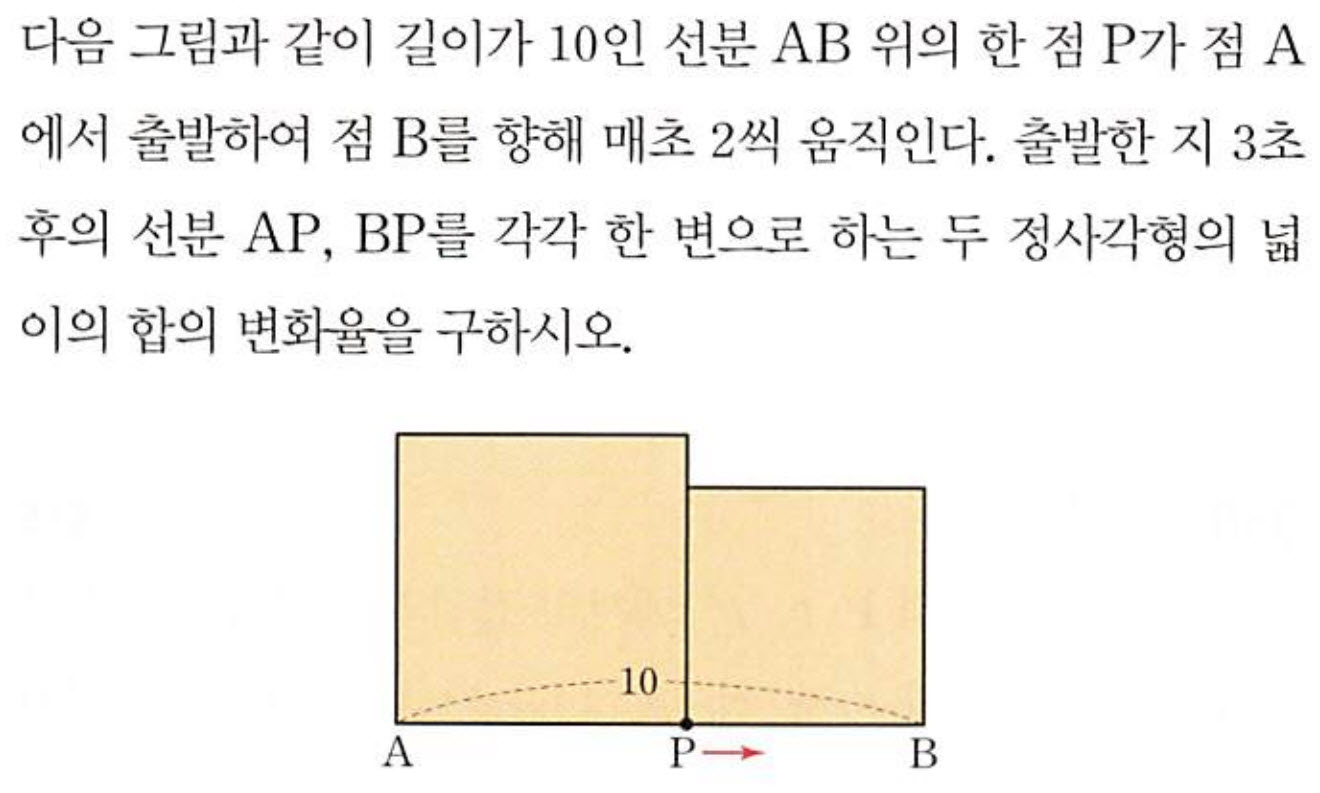 다음 그림과 같이 길이가 10인 선분 AB 위의 한 점 P가 점 A
에서 출발하여 점 B를 향해 매초 2씩 움직인다. 출발한 지 3초
후의 선분 AP, BP를 각각 한 변으로 하는 두 정사각형의 넓
이의 합의 변화율을 구하시오.
10
A P B